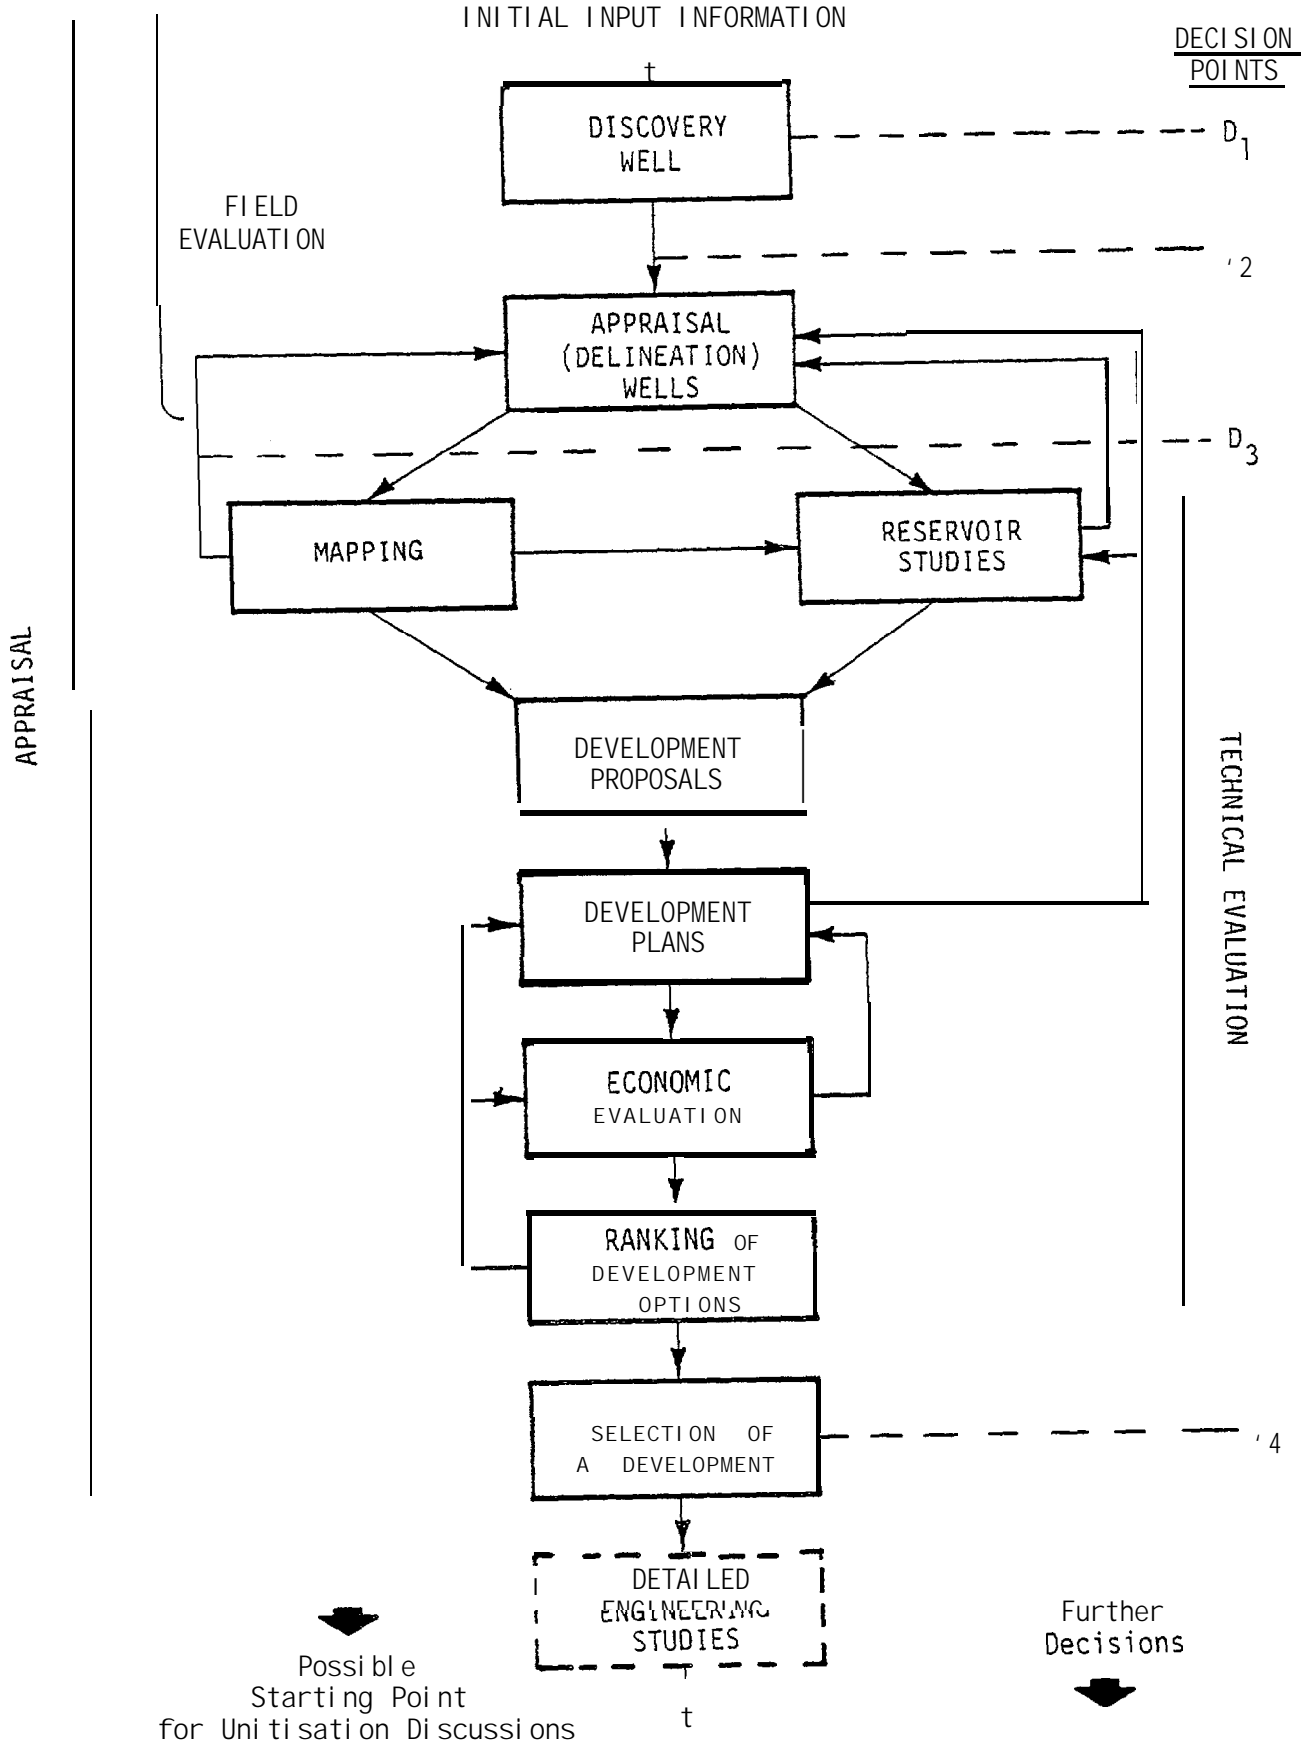 INITIAL INPUT INFORMATION
DECISION
POINTS
t
DISCOVERY
WELL
D1
FIELD
EVALUATION
'2
APPRAISAL
(DELINEATION)
WELLS
D3
MAPPING
RESERVOIR
STUDIES
APPRAISAL
DEVELOPMENT
PROPOSALS
TECHNICAL EVALUATION
DEVELOPMENT
PLANS
ECONOMIC
EVALUATION
RANKING OF
DEVELOPMENT
OPTIONS
SELECTION OF
A DEVELOPMENT
'4
DETAILED
ENGINEERING
STUDIES
Further
Decisions
Possible
Starting Point
for Unitisation Discussions
t